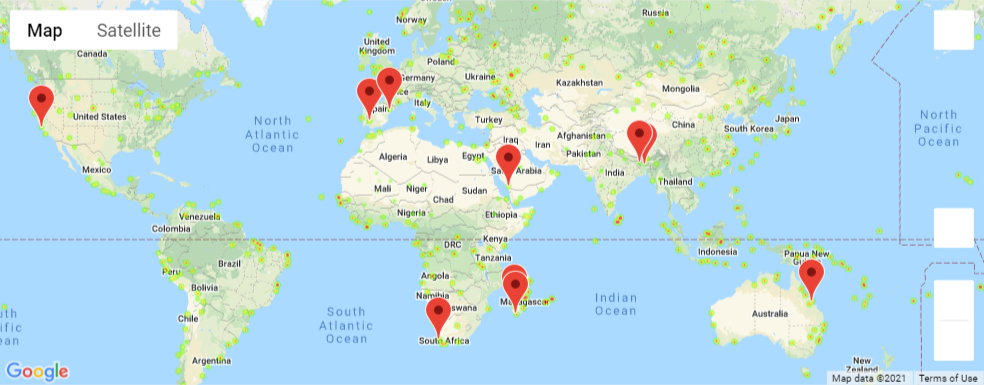 Map
Satellite
Russia
Norway
Canada
United
Kingdom
Poland
Germany
Ukraine
Kazakhstan
Mongolia
Italy
Spain
United States
Turkey
China
South Korea
Japan
North
Atlantic
Ocean
North
Pacific
Ocean
Iraq
Iran
Afghanistan
Pakistan
Algeria
Libya
Egypt
Saudi Arabia
Mexico
India
Thailand
Mali
Niger
Sudan
Chad
Nigeria
Ethiopia
Venezuela
Colombia
DRC
Kenya
Tanzania
Indonesia
Papua New
Guinea
Brazil
Peru
Bolivia
Angola
Namibia
Botswana
Madagascar
South
Atlantic
Ocean
Indian
Ocean
Australia
Chile
South Africa
Argentina
New
Zealand
Google
Map data ©2021
Terms of Use